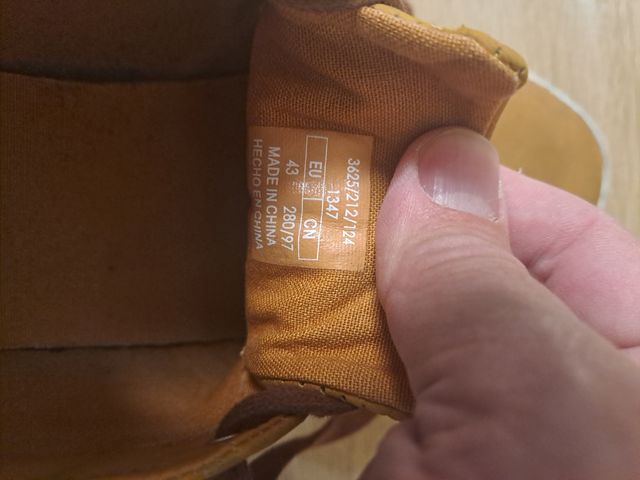 3625/212/124
1347
EU CN
43 280/97
MADE IN CHINA
HECHO EN CHINA